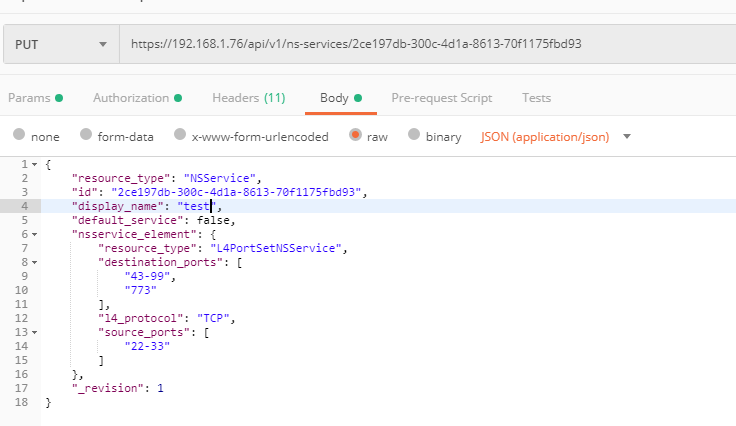 PUT https://192.168.1.76/api/v1/ns-services/2ce197db-300c-4d1a-8613-70f1175fbd93
Params Authorization Headers (11) Body Pre-request Script Tests
none form-data x-www-form-urlencoded raw binary JSON (application/json)
1 {
2 "resource_type": "NSService",
3 "id": "2ce197db-300c-4d1a-8613-70f1175fbd93",
4 "display_name": "test",
5 "default_service": false,
6 "nsservice_element": {
7 "resource_type": "L4PortSetNSService",
8 "destination_ports": [
9 "43-99",
10 "773"
11 ],
12 "l4_protocol": "TCP",
13 "source_ports": [
14 "22-33"
15 ]
16 },
17 "_revision": 1
18 }